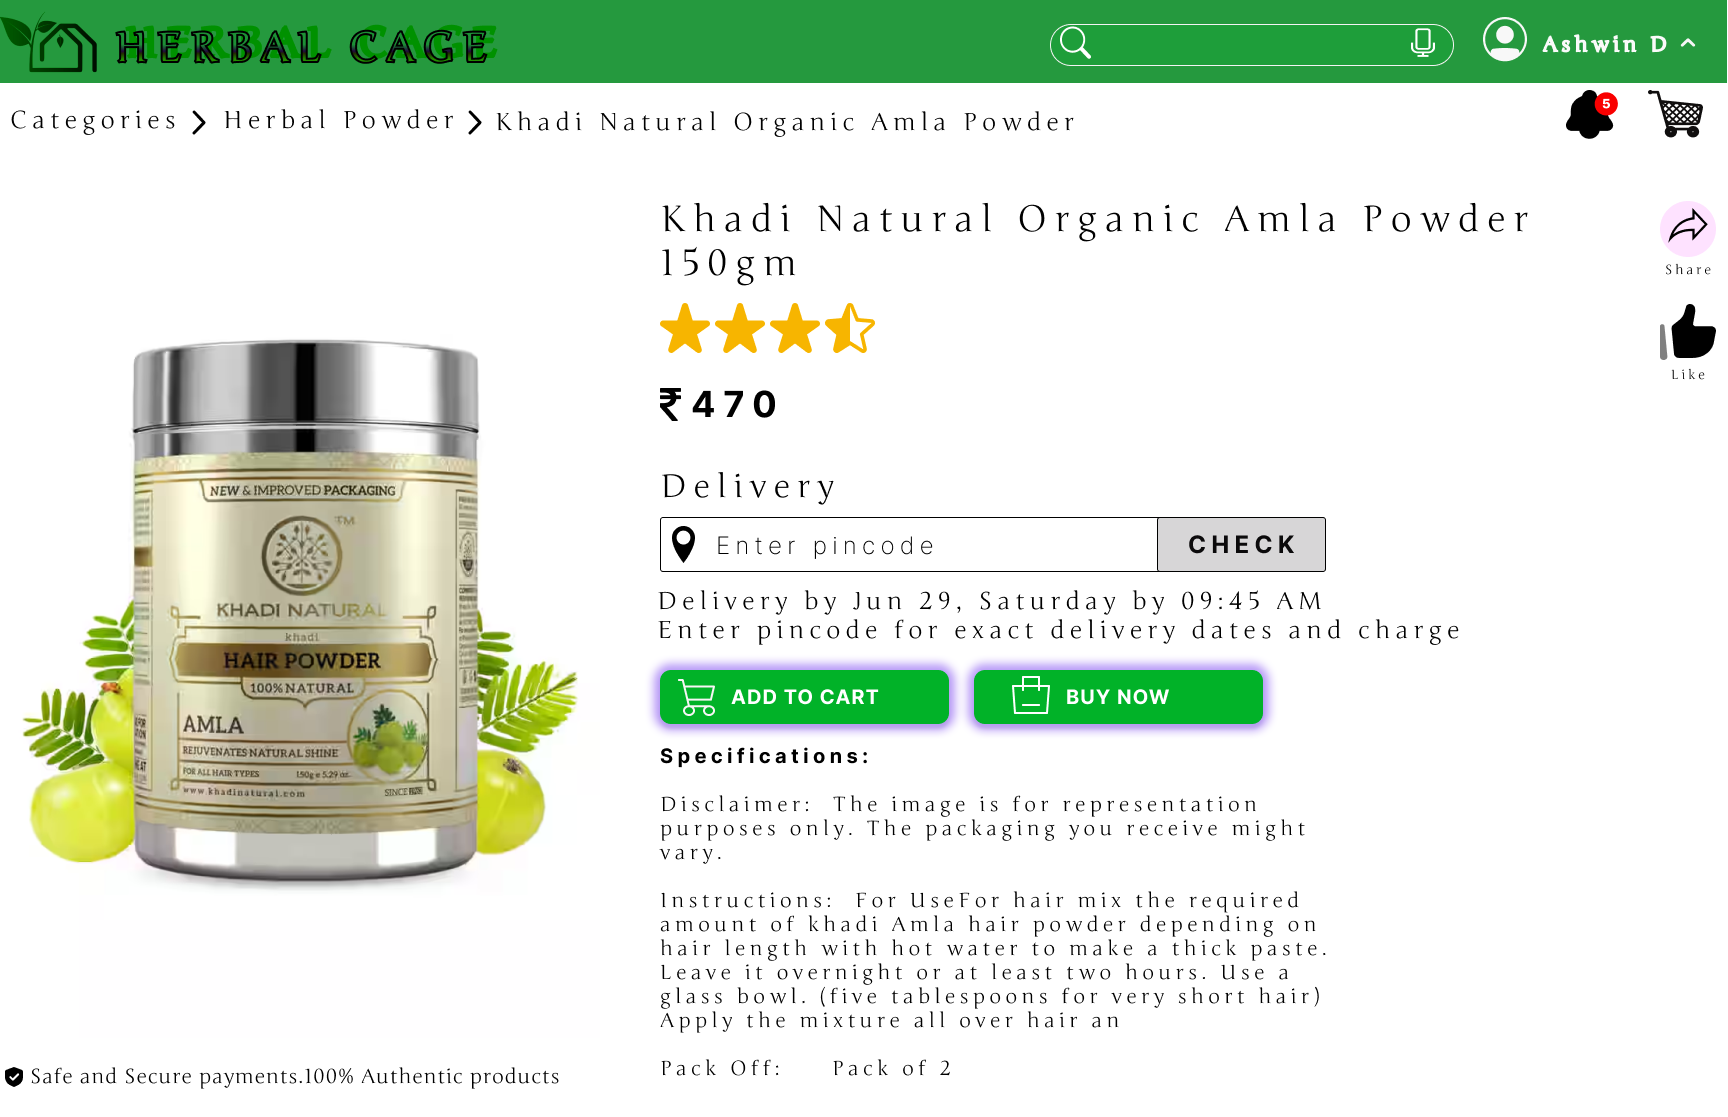 HERBAL CAGE
Ashwin D
Categories > Herbal Powder > Khadi Natural Organic Amla Powder
5
Khadi Natural Organic Amla Powder
150gm
Share
Like
₹470
Delivery
Enter pincode
CHECK
Delivery by Jun 29, Saturday by 09:45 AM
Enter pincode for exact delivery dates and charge
ADD TO CART
BUY NOW
Specifications:
Disclaimer: The image is for representation
purposes only. The packaging you receive might
vary.
Instructions: For UseFor hair mix the required
amount of khadi Amla hair powder depending on
hair length with hot water to make a thick paste.
Leave it overnight or at least two hours. Use a
glass bowl. (five tablespoons for very short hair)
Apply the mixture all over hair an
Pack Off: Pack of 2
NEW & IMPROVED PACKAGING
TM
KHADI NATURAL
khadi
HAIR POWDER
100% NATURAL
AMLA
REJUVENATES NATURAL SHINE
FOR ALL HAIR TYPES 150g e 5.29 oz.
www.khadinatural.com
SINCE
Safe and Secure payments.100% Authentic products